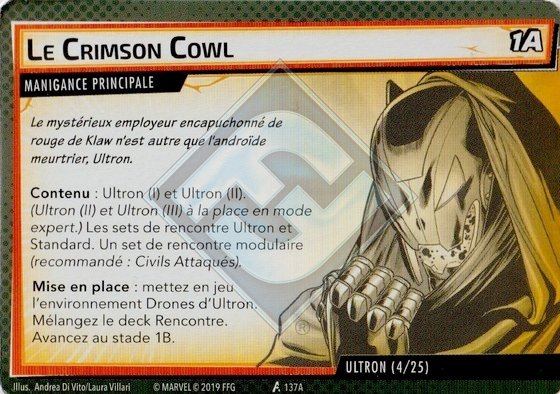 Le Crimson Cowl
1A
Manigance Principale
Le mystérieux employeur encapuchonné de
rouge de Klaw n'est autre que l'androïde
meurtrier, Ultron.
Contenu : Ultron (I) et Ultron (II).
(Ultron (II) et Ultron (III) à la place en mode
expert.) Les sets de rencontre Ultron et
Standard. Un set de rencontre modulaire
(recommandé : Civils Attaqués).
Mise en place : mettez en jeu
l'environnement Drones d'Ultron.
Mélangez le deck Rencontre.
Avancez au stade 1B.
®
Ultron (4/25)
Illus. Andrea Di Vito/Laura Villari © MARVEL © 2019 FFG 137A